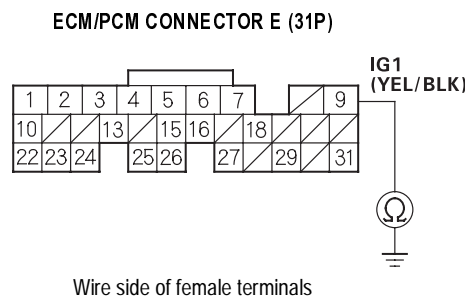 ECM/PCM CONNECTOR E (31P)
IG1
(YEL/BLK)
1 2 3 4 5 6 7 9
10 13 15 16 18
22 23 24 25 26 27 29 31
Ω
Wire side of female terminals